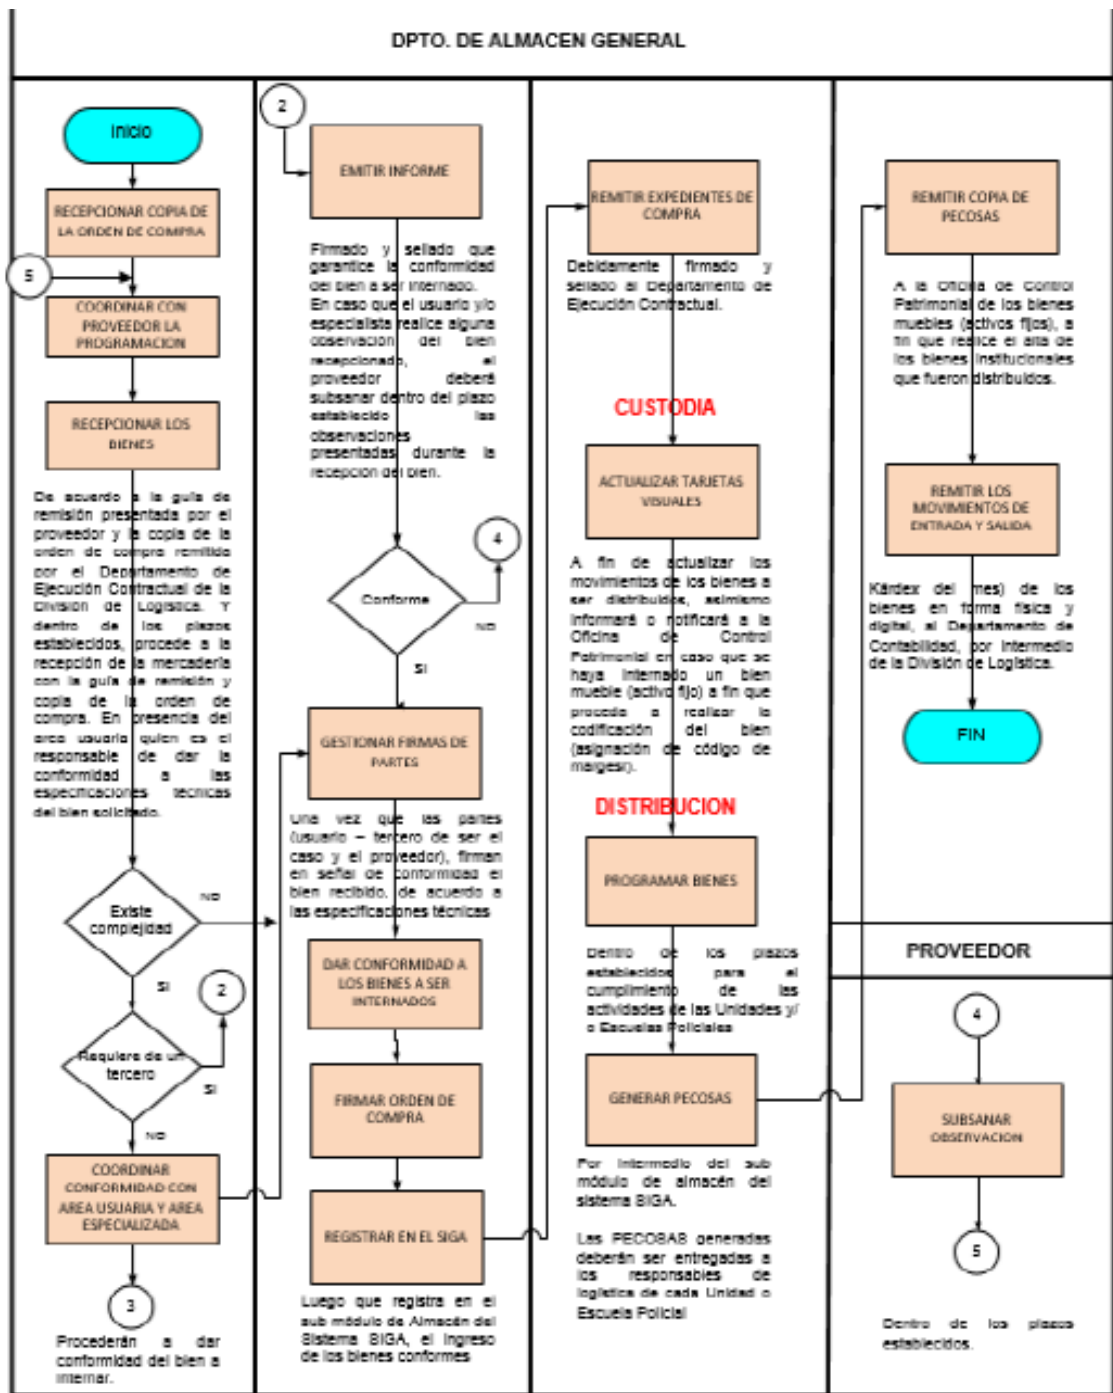 DPTO. DE ALMACEN GENERAL
Inicio
RECEPCIONAR COPIA DE
LA ORDEN DE COMPRA
5
COORDINAR CON
PROVEEDOR LA
PROGRAMACION
RECEPCIONAR LOS
BIENES
De acuerdo a la guía de
remisión presentada por el
proveedor y la copia de la
orden de compra remitida
por el Departamento de
Ejecución Contractual de la
División de Logística. Y
dentro de los plazos
establecidos, procede a la
recepción de la mercadería
con la guía de remisión y
copia de la orden de
compra. En presencia del
area usuaria quien es el
responsable de dar la
conformidad a las
especificaciones técnicas
del bien solicitado.
Existe
complejidad
NO
SI
2
Requiere de un
tercero
SI
NO
COORDINAR
CONFORMIDAD CON
AREA USUARIA Y AREA
ESPECIALIZADA
3
Procederán a dar
conformidad del bien a
internar.
2
EMITIR INFORME
Firmado y sellado que
garantice la conformidad
del bien a ser internado.
En caso que el usuario y/o
especialista realice alguna
observación del bien
recepcionado, el
proveedor deberá
subsanar dentro del plazo
establecido las
observaciones
presentadas durante la
recepción del bien.
4
Conforme
NO
SI
GESTIONAR FIRMAS DE
PARTES
Una vez que las partes
(usuario – tercero de ser el
caso y el proveedor), firman
en señal de conformidad el
bien recibido, de acuerdo a
las especificaciones técnicas
DAR CONFORMIDAD A
LOS BIENES A SER
INTERNADOS
FIRMAR ORDEN DE
COMPRA
REGISTRAR EN EL SIGA
Luego que registra en el
sub módulo de Almacén del
Sistema SIGA, el ingreso
de los bienes conformes
REMITIR EXPEDIENTES DE
COMPRA
Debidamente firmado y
sellado al Departamento de
Ejecución Contractual.
CUSTODIA
ACTUALIZAR TARJETAS
VISUALES
A fin de actualizar los
movimientos de los bienes a
ser distribuidos, asimismo
informará o notificará a la
Oficina de Control
Patrimonial en caso que se
haya internado un bien
mueble (activo fijo) a fin que
proceda a realizar la
codificación del bien
(asignación de código de
margesí).
DISTRIBUCION
PROGRAMAR BIENES
Dentro de los plazos
establecidos para el
cumplimiento de las
actividades de las Unidades y/
o Escuelas Policiales
GENERAR PECOSAS
Por intermedio del sub
módulo de almacén del
sistema SIGA.
Las PECOSAS generadas
deberán ser entregadas a
los responsables de
logística de cada Unidad o
Escuela Policial
REMITIR COPIA DE
PECOSAS
A la Oficina de Control
Patrimonial de los bienes
muebles (activos fijos), a
fin que realice el alta de
los bienes institucionales
que fueron distribuidos.
REMITIR LOS
MOVIMIENTOS DE
ENTRADA Y SALIDA
Kárdex del mes) de los
bienes en forma física y
digital, al Departamento de
Contabilidad, por intermedio
de la División de Logística.
FIN
PROVEEDOR
4
SUBSANAR
OBSERVACION
5
Dentro de los plazos
establecidos.